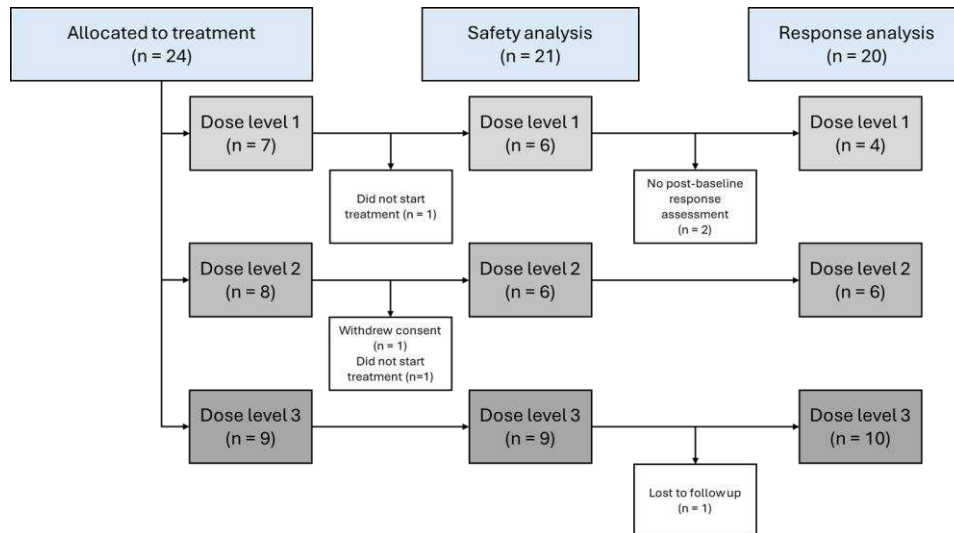 Allocated to treatment
(n = 24)
Safety analysis
(n = 21)
Response analysis
(n = 20)
Dose level 1
(n = 7)
Dose level 1
(n = 6)
Dose level 1
(n = 4)
Did not start
treatment (n = 1)
No post-baseline
response
assessment
(n = 2)
Dose level 2
(n = 8)
Dose level 2
(n = 6)
Dose level 2
(n = 6)
Withdrew consent
(n = 1)
Did not start
treatment (n=1)
Dose level 3
(n = 9)
Dose level 3
(n = 9)
Dose level 3
(n = 10)
Lost to follow up
(n = 1)